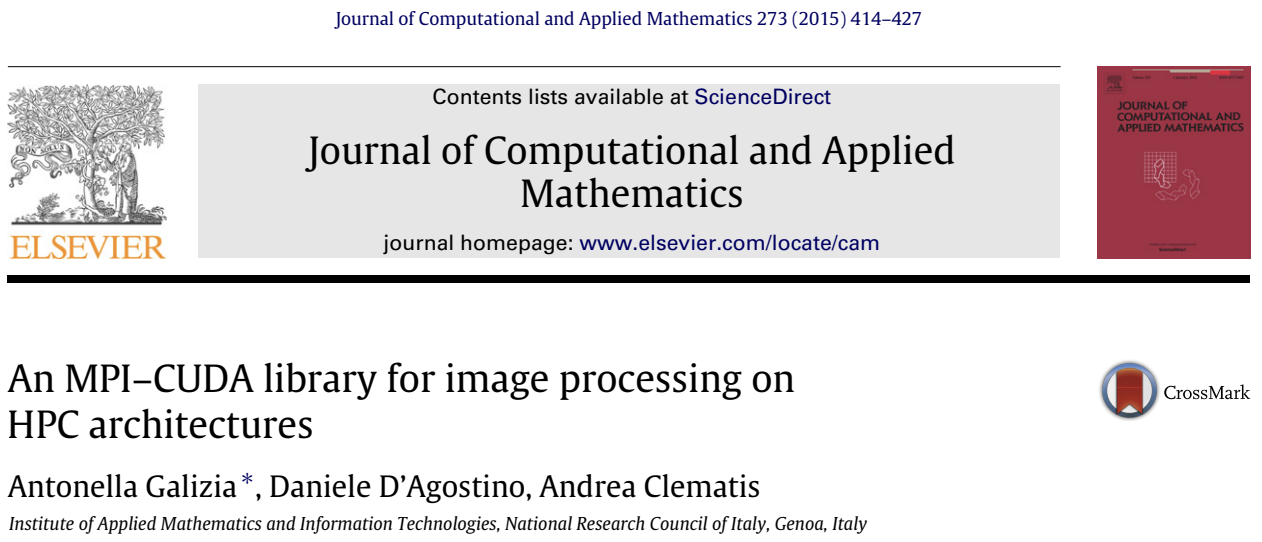 Journal of Computational and Applied Mathematics 273 (2015) 414–427
Contents lists available at ScienceDirect
Journal of Computational and Applied
Mathematics
journal homepage: www.elsevier.com/locate/cam
ELSEVIER
JOURNAL OF
COMPUTATIONAL AND
APPLIED MATHEMATICS
An MPI–CUDA library for image processing on
HPC architectures
CrossMark
Antonella Galizia *, Daniele D'Agostino, Andrea Clematis
Institute of Applied Mathematics and Information Technologies, National Research Council of Italy, Genoa, Italy